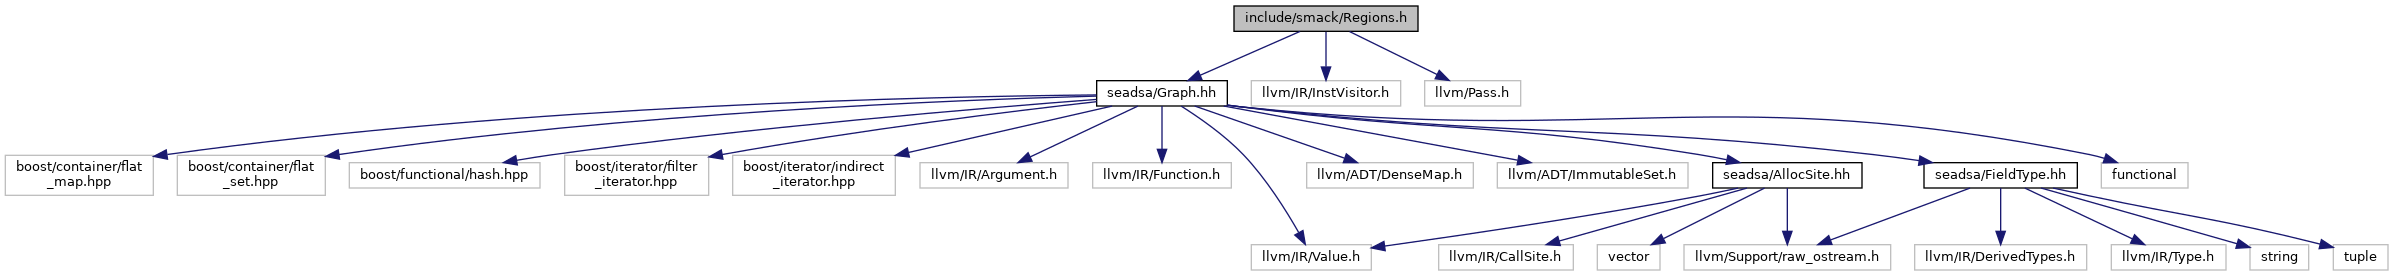 include/smack/Regions.h
seadsa/Graph.hh
llvm/IR/InstVisitor.h
llvm/Pass.h
boost/container/flat
_map.hpp
boost/container/flat
_set.hpp
boost/functional/hash.hpp
boost/iterator/filter
_iterator.hpp
boost/iterator/indirect
_iterator.hpp
llvm/IR/Argument.h
llvm/IR/Function.h
llvm/ADT/DenseMap.h
llvm/ADT/ImmutableSet.h
seadsa/AllocSite.hh
seadsa/FieldType.hh
functional
llvm/IR/Value.h
llvm/IR/CallSite.h
vector
llvm/Support/raw_ostream.h
llvm/IR/DerivedTypes.h
llvm/IR/Type.h
string
tuple